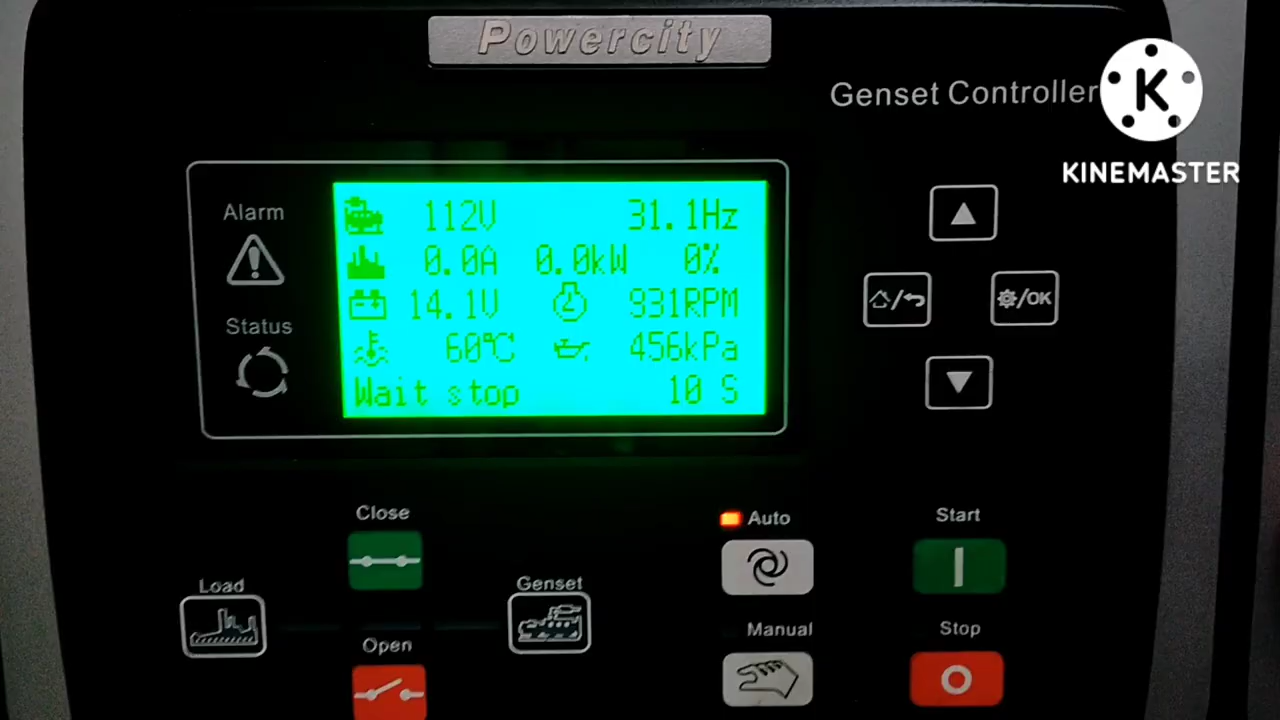 Powercity
Genset Controller
K
KINEMASTER
Alarm
Status
112V 31.1Hz
0.0A 0.0kW 0%
14.1V 931RPM
60℃ 456kPa
Wait stop 10 S
/OK
Close
Auto
Start
Load
Genset
Open
Manual
Stop